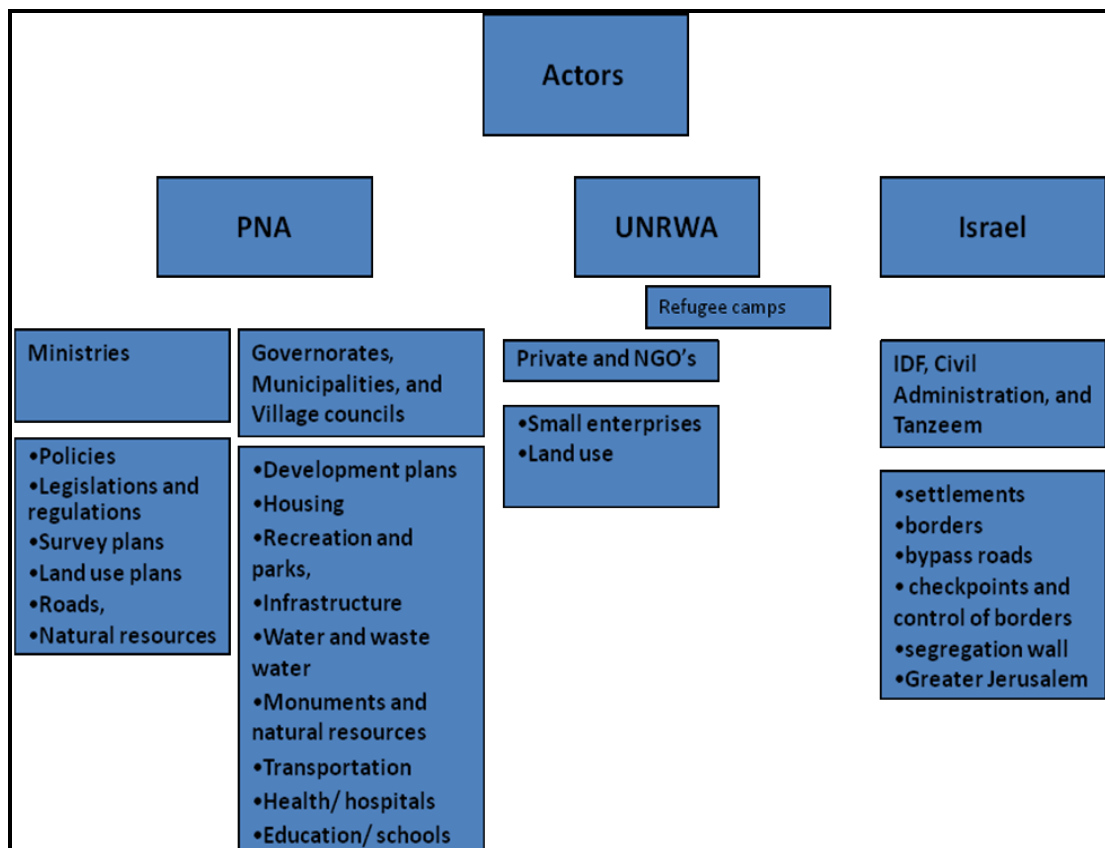 Actors
PNA
UNRWA
Israel
Refugee camps
Ministries
•Policies
•Legislations and
regulations
•Survey plans
•Land use plans
•Roads,
•Natural resources
Governorates,
Municipalities, and
Village councils
•Development plans
•Housing
•Recreation and
parks,
•Infrastructure
•Water and waste
water
•Monuments and
natural resources
•Transportation
•Health/ hospitals
•Education/ schools
Private and NGO's
•Small enterprises
•Land use
IDF, Civil
Administration, and
Tanzeem
•settlements
•borders
•bypass roads
• checkpoints and
control of borders
•segregation wall
•Greater Jerusalem